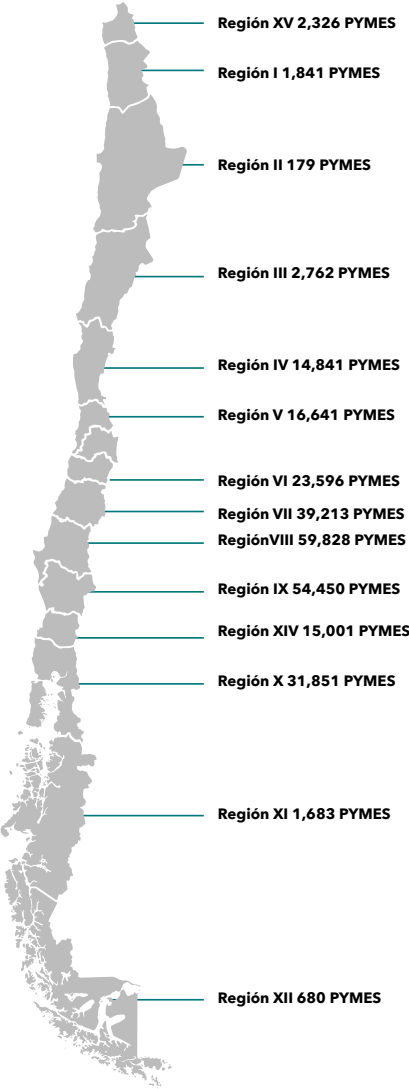 Región XV 2,326 PYMES
Región I 1,841 PYMES
Región II 179 PYMES
Región III 2,762 PYMES
Región IV 14,841 PYMES
Región V 16,641 PYMES
Región VI 23,596 PYMES
Región VII 39,213 PYMES
RegiónVIII 59,828 PYMES
Región IX 54,450 PYMES
Región XIV 15,001 PYMES
Región X 31,851 PYMES
Región XI 1,683 PYMES
Región XII 680 PYMES